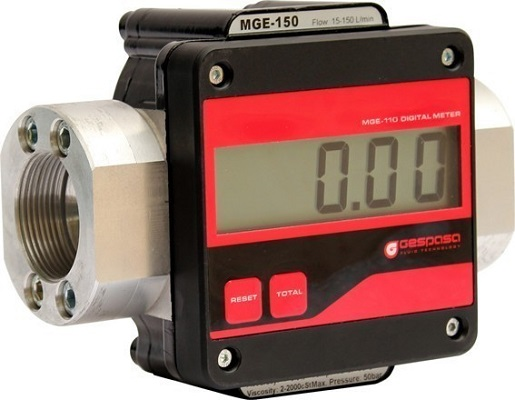 MGE-150 Flow: 15-150 L/min
MGE-110 DIGITAL METER
0.00
Gespasa
FLUID TECHNOLOGY
RESET TOTAL
Viscosity: 2-2000cSt Max. Pressure: 50bar